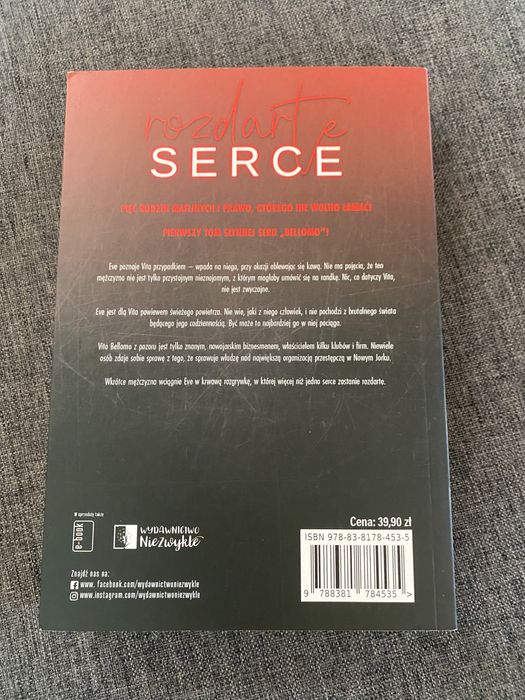 rozdarte
SERCE
PIĘĆ RODZIN MAFIJNYCH I PRAWO, KTÓREGO NIE WOLNO ŁAMAĆ!
PIERWSZY TOM SŁYNNEJ SERII „BELLOMO”!
Eve poznaje Vita przypadkiem – wpada na niego, przy okazji oblewając się kawą. Nie ma pojęcia, że ten
mężczyzna nie jest tylko przystojnym nieznajomym, z którym mogłaby umówić się na randkę. Nic, co dotyczy Vita,
nie jest zwyczajne.
Eve jest dla Vita powiewem świeżego powietrza. Nie wie, jaki z niego człowiek, i nie pochodzi z brutalnego świata
będącego jego codziennością. Być może to najbardziej go w niej pociąga.
Vito Bellomo z pozoru jest tylko znanym, nowojorskim biznesmenem, właścicielem kilku klubów i firm. Niewiele
osób zdaje sobie sprawę z tego, że sprawuje władzę nad największą organizacją przestępczą w Nowym Jorku.
Wkrótce mężczyzna wciągnie Eve w krwawą rozgrywkę, w której więcej niż jedno serce zostanie rozdarte.
W sprzedaży także
e-book
WYDAWNICTWO
NieZwykłe
Cena: 39,90 zł
ISBN 978-83-8178-453-5
9 788381 784535 >
Znajdź nas na:
www. facebook.com/wydawnictwoniezwykle
www.instagram.com/wydawnictwoniezwykle